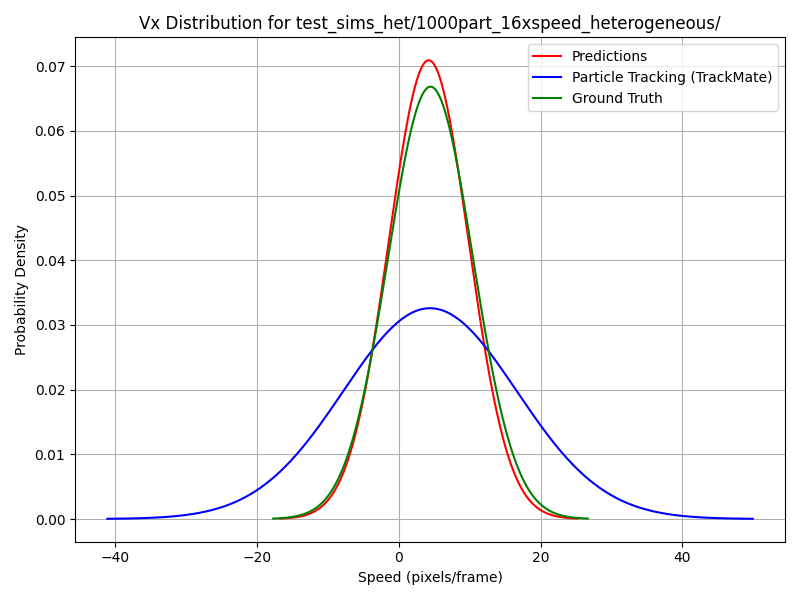 Vx Distribution for test_sims_het/1000part_16xspeed_heterogeneous/
Predictions
Particle Tracking (TrackMate)
Ground Truth
Probability Density
0.07
0.06
0.05
0.04
0.03
0.02
0.01
0.00
−40
−20
0
20
40
Speed (pixels/frame)